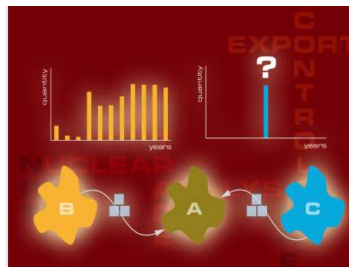 EXPORT
CONTROL
?
quantity
years
quantity
years
NUCLEAR
B
A
C